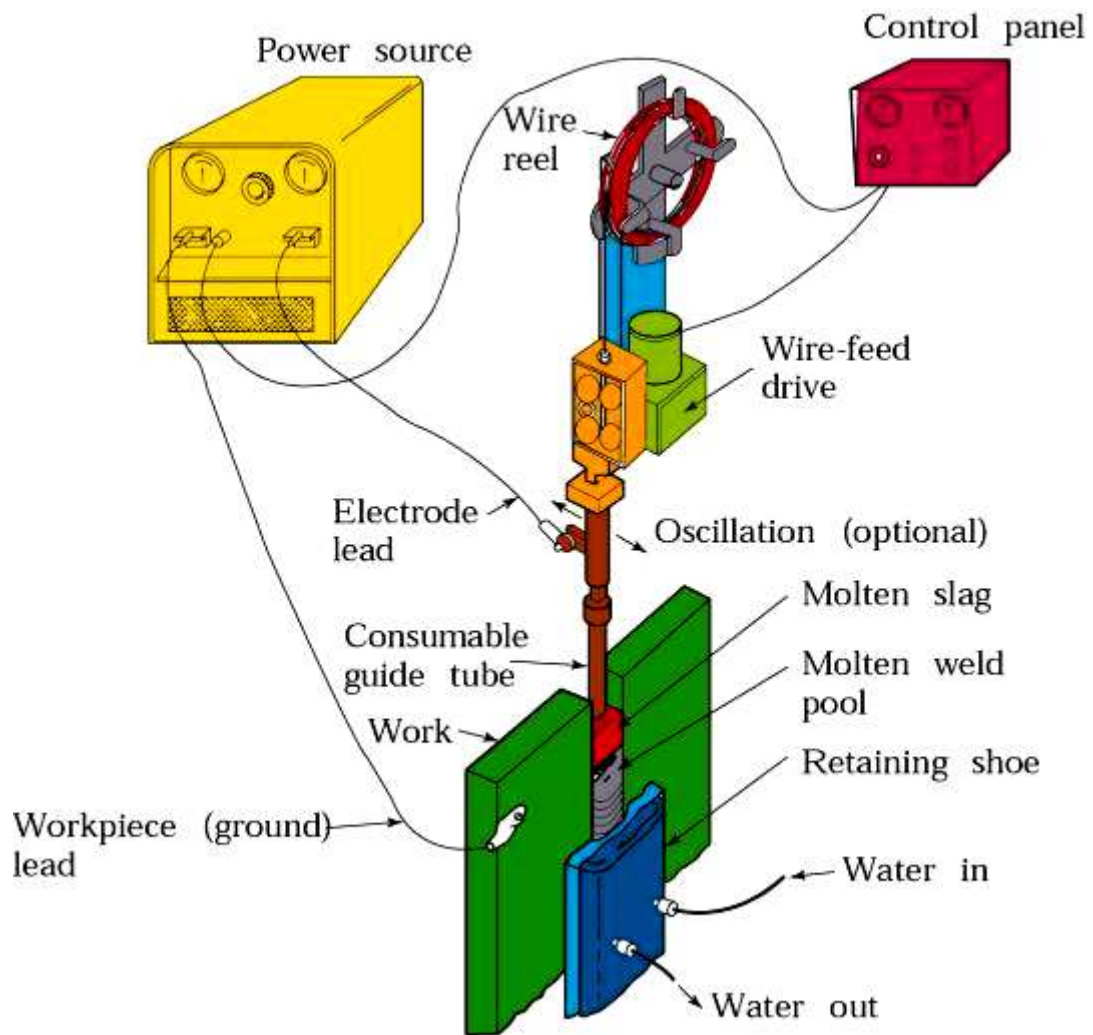 Power source
Control panel
Wire
reel
Wire-feed
drive
Electrode
lead
Oscillation (optional)
Molten slag
Consumable
guide tube
Molten weld
pool
Work
Retaining shoe
Workpiece (ground)
lead
Water in
Water out